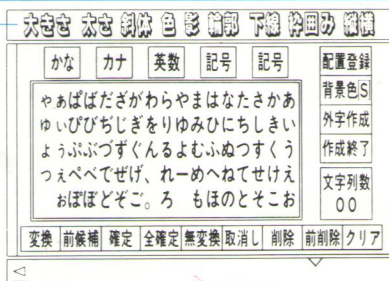 大きさ 太さ 斜体 色 影 輪郭 下線 枠囲み 縦横
かな カナ 英数 記号 記号
配置登録
背景色S
外字作成
作成終了
文字列数
00
ゃぁぱばだざがわらやまはなたさかあ
ゅぃぴびぢじぎをりゆみひにちしきい
ょぅぷぶづずぐんるよむふぬつすくう
っぇぺべでぜげ、れーめへねてせけえ
ぉぽぼどぞご。ろ もほのとそこお
変換 前候補 確定 全確定 無変換 取消し 削除 前削除 クリア